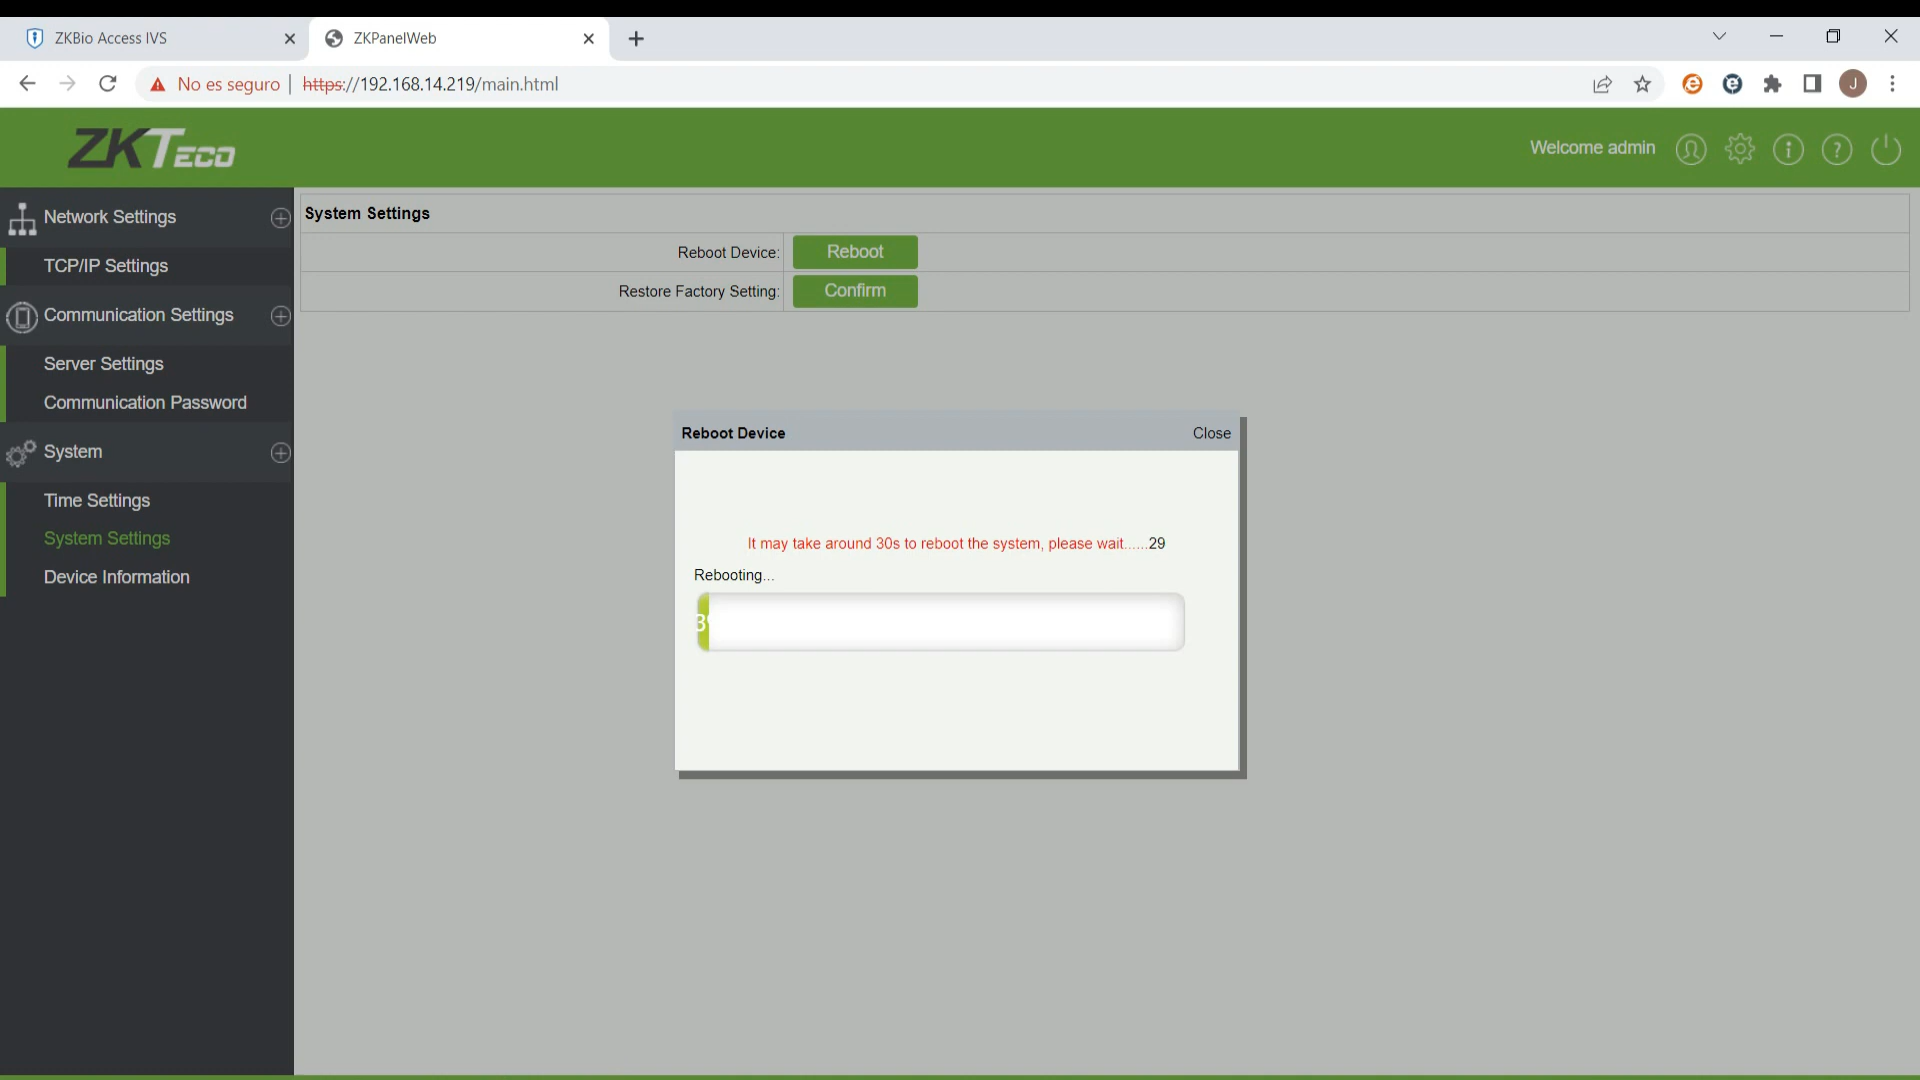 ZKBio Access IVS
ZKPanelWeb
No es seguro | https://192.168.14.219/main.html
J
ZKTeco
Welcome admin
Network Settings
System Settings
Reboot Device: Reboot
TCP/IP Settings
Restore Factory Setting: Confirm
Communication Settings
Server Settings
Communication Password
Reboot Device Close
System
Time Settings
It may take around 30s to reboot the system, please wait......29
System Settings
Rebooting...
Device Information
3